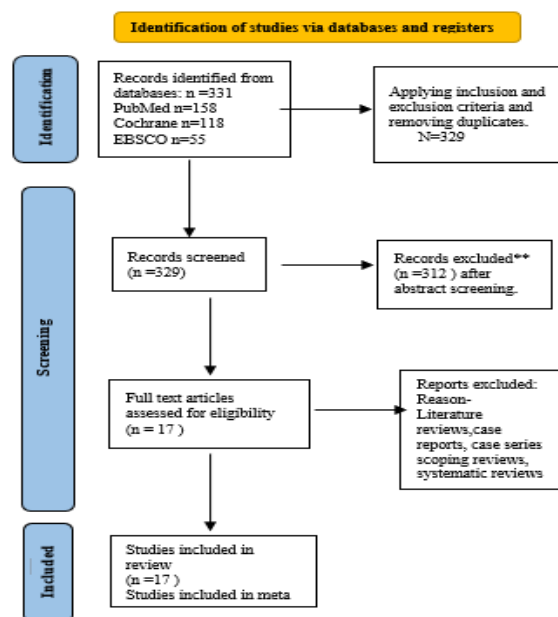 Identification of studies via databases and registers
Identification
Records identified from
databases: n =331
PubMed n=158
Cochrane n=118
EBSCO n=55
Applying inclusion and
exclusion criteria and
removing duplicates.
N=329
Screening
Records screened
(n =329)
Records excluded**
(n =312 ) after
abstract screening.
Full text articles
assessed for eligibility
(n = 17 )
Reports excluded:
Reason-
Literature
reviews,case
reports, case series
scoping reviews,
systematic reviews
Included
Studies included in
review
(n =17 )
Studies included in meta